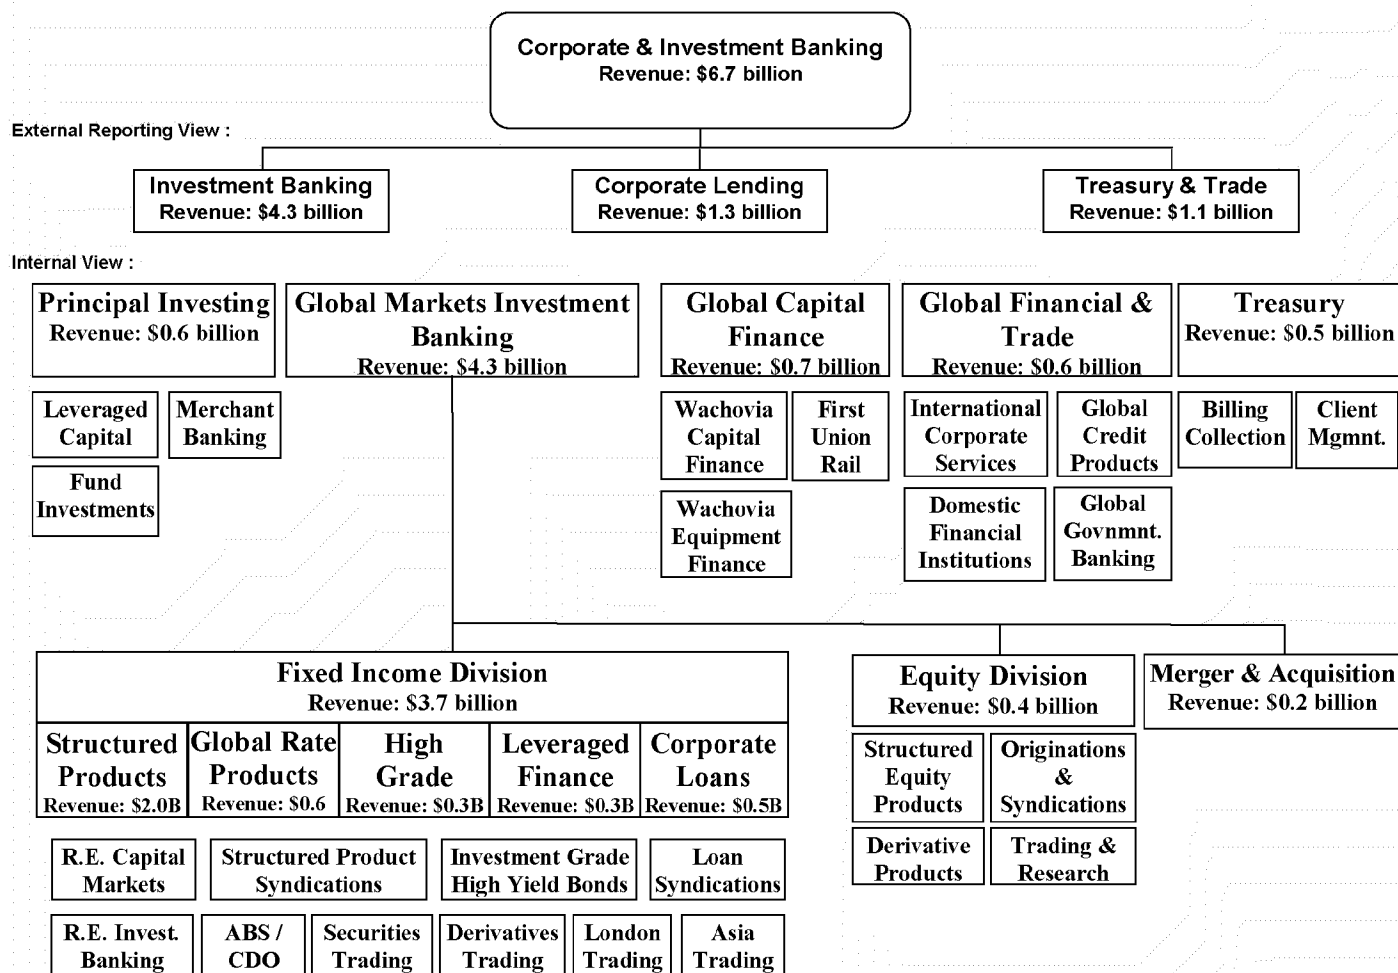 Corporate & Investment Banking
Revenue: $6.7 billion
External Reporting View :
Investment Banking
Revenue: $4.3 billion
Corporate Lending
Revenue: $1.3 billion
Treasury & Trade
Revenue: $1.1 billion
Internal View :
Principal Investing
Revenue: $0.6 billion
Global Markets Investment
Banking
Revenue: $4.3 billion
Global Capital
Finance
Revenue: $0.7 billion
Global Financial &
Trade
Revenue: $0.6 billion
Treasury
Revenue: $0.5 billion
Leveraged
Capital
Merchant
Banking
Fund
Investments
Wachovia
Capital
Finance
First
Union
Rail
Wachovia
Equipment
Finance
International
Corporate
Services
Global
Credit
Products
Domestic
Financial
Institutions
Global
Govnmnt.
Banking
Billing
Collection
Client
Mgmnt.
Fixed Income Division
Revenue: $3.7 billion
Structured
Products
Revenue: $2.0B
Global Rate
Products
Revenue: $0.6
High
Grade
Revenue: $0.3B
Leveraged
Finance
Revenue: $0.3B
Corporate
Loans
Revenue: $0.5B
R.E. Capital
Markets
Structured Product
Syndications
Investment Grade
High Yield Bonds
Loan
Syndications
R.E. Invest.
Banking
ABS /
CDO
Securities
Trading
Derivatives
Trading
London
Trading
Asia
Trading
Equity Division
Revenue: $0.4 billion
Structured
Equity
Products
Originations
&
Syndications
Derivative
Products
Trading &
Research
Merger & Acquisition
Revenue: $0.2 billion